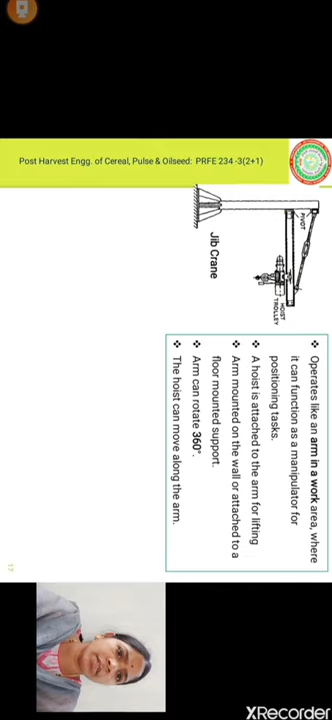 Post Harvest Engg. of Cereal, Pulse & Oilseed: PRFE 234 -3(2+1)
PIVOT
HOIST
TROLLEY
Jib Crane
❖ Operates like an arm in a work area, where
it can function as a manipulator for
positioning tasks.
❖ A hoist is attached to the arm for lifting
❖ Arm mounted on the wall or attached to a
floor mounted support.
❖ Arm can rotate 360°.
❖ The hoist can move along the arm.
17
XRecorder